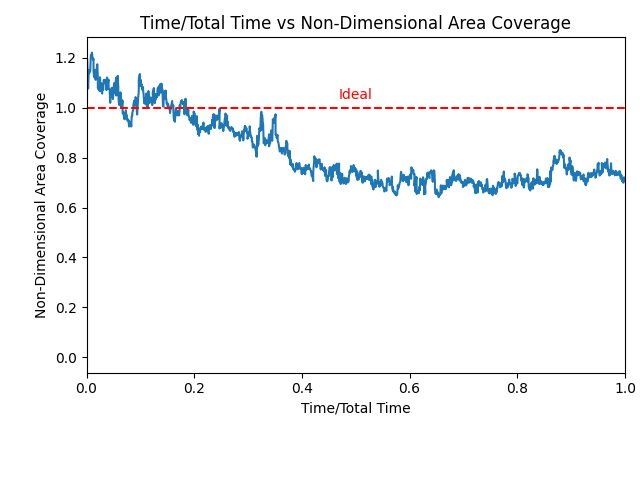 Time/Total Time vs Non-Dimensional Area Coverage
Non-Dimensional Area Coverage
1.2
1.0
0.8
0.6
0.4
0.2
0.0
Ideal
0.0 0.2 0.4 0.6 0.8 1.0
Time/Total Time